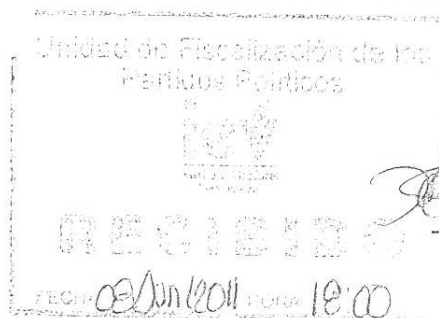 Unidad de Fiscalización de los
Partidos Políticos
RECIBIDO
FECHA 08/Jun/2011 HORA 18:00